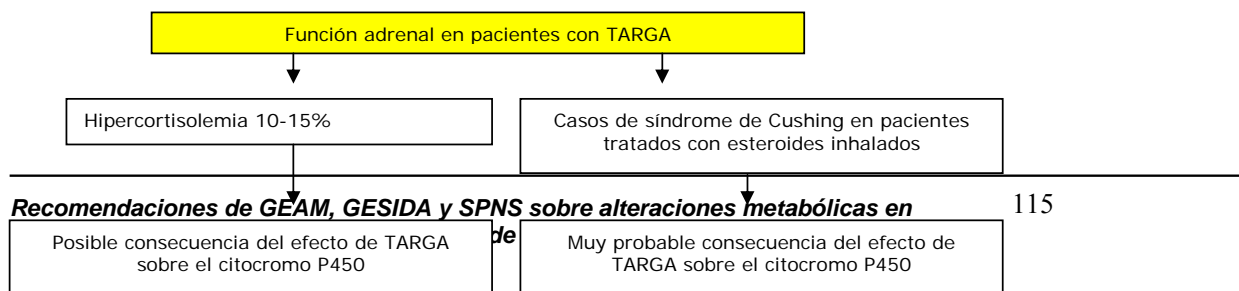 Función adrenal en pacientes con TARGA
Hipercortisolemia 10-15%
Casos de síndrome de Cushing en pacientes
tratados con esteroides inhalados
Recomendaciones de GEAM, GESIDA y SPNS sobre alteraciones metabólicas en
115
de
Posible consecuencia del efecto de TARGA
sobre el citocromo P450
Muy probable consecuencia del efecto de
TARGA sobre el citocromo P450